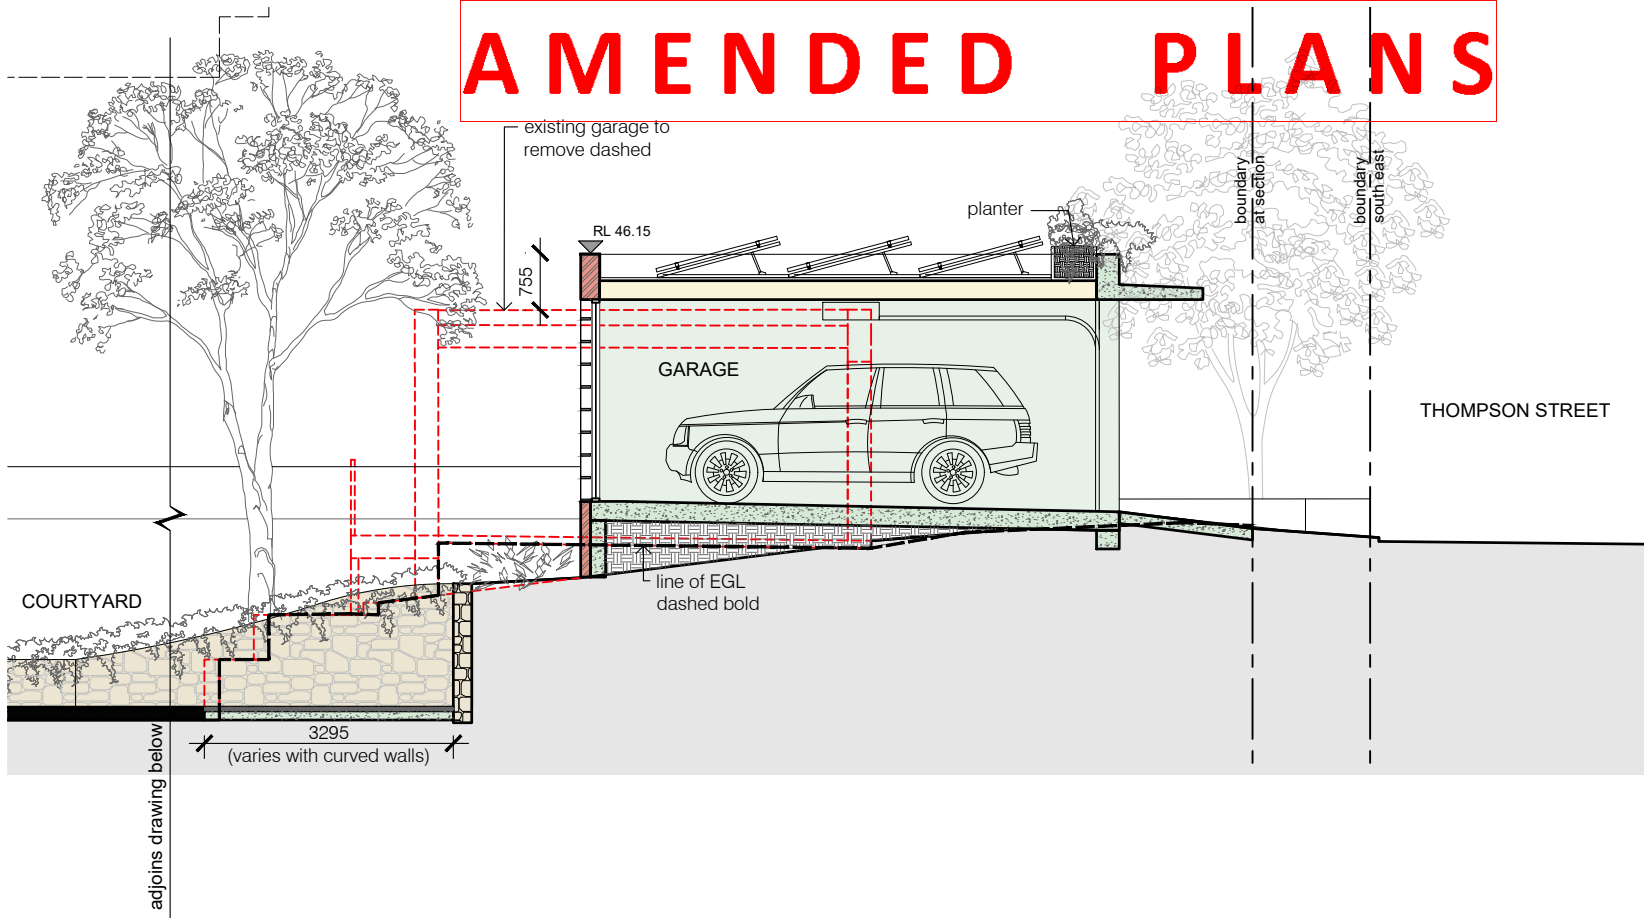 AMENDED PLANS
existing garage to
remove dashed
boundary
at section
boundary
south east
planter
RL 46.15
755
GARAGE
THOMPSON STREET
line of EGL
dashed bold
COURTYARD
3295
(varies with curved walls)
adjoins drawing below